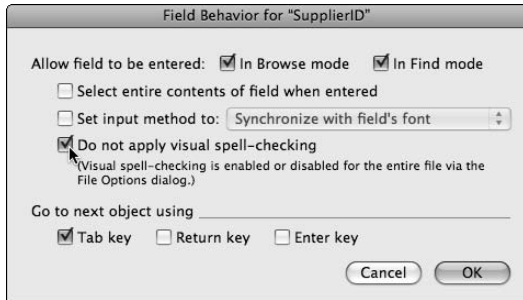 Field Behavior for “SupplierID”
Allow field to be entered: In Browse mode In Find mode
Select entire contents of field when entered
Set input method to: Synchronize with field's font
Do not apply visual spell-checking
(Visual spell-checking is enabled or disabled for the entire file via the
File Options dialog.)
Go to next object using
Tab key Return key Enter key
Cancel OK